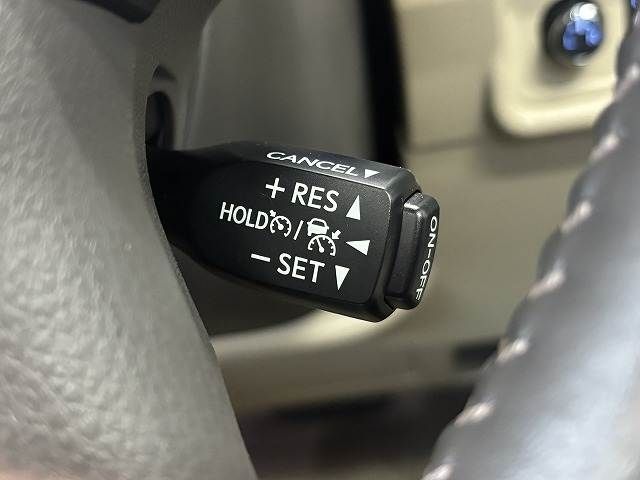 CANCEL▼
+ RES ▲
HOLD / ◀
− SET ▼
ON-OFF